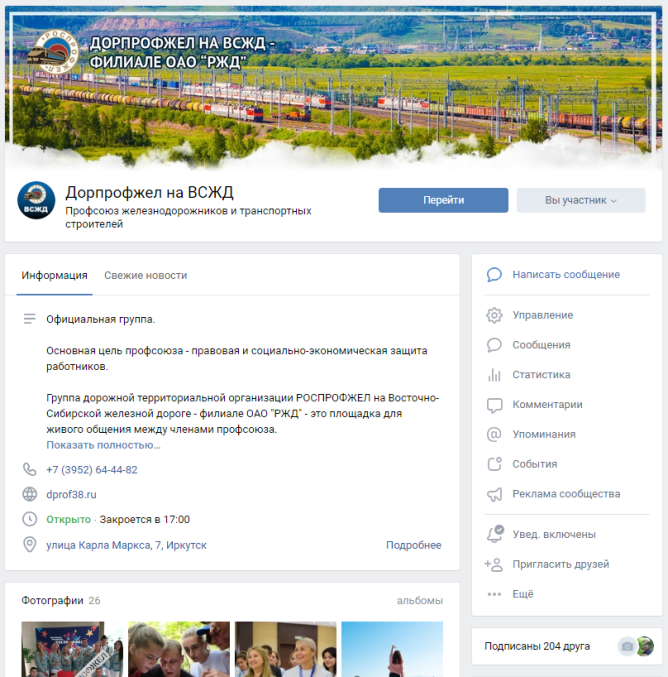 РОСПРОФЖЕЛ
ДОРПРОФЖЕЛ НА ВСЖД -
ФИЛИАЛЕ ОАО "РЖД"
ВСЖД
Дорпрофжел на ВСЖД
Профсоюз железнодорожников и транспортных
строителей
Перейти
Вы участник
Информация
Свежие новости
Официальная группа.
Основная цель профсоюза - правовая и социально-экономическая защита
работников.
Группа дорожной территориальной организации РОСПРОФЖЕЛ на Восточно-
Сибирской железной дороге - филиале ОАО "РЖД" - это площадка для
живого общения между членами профсоюза.
Показать полностью...
+7 (3952) 64-44-82
dprof38.ru
Открыто · Закроется в 17:00
улица Карла Маркса, 7, Иркутск
Подробнее
Фотографии 26
альбомы
Написать сообщение
Управление
Сообщения
Статистика
Комментарии
Упоминания
События
Реклама сообщества
Увед. включены
Пригласить друзей
Ещё
Подписаны 204 друга